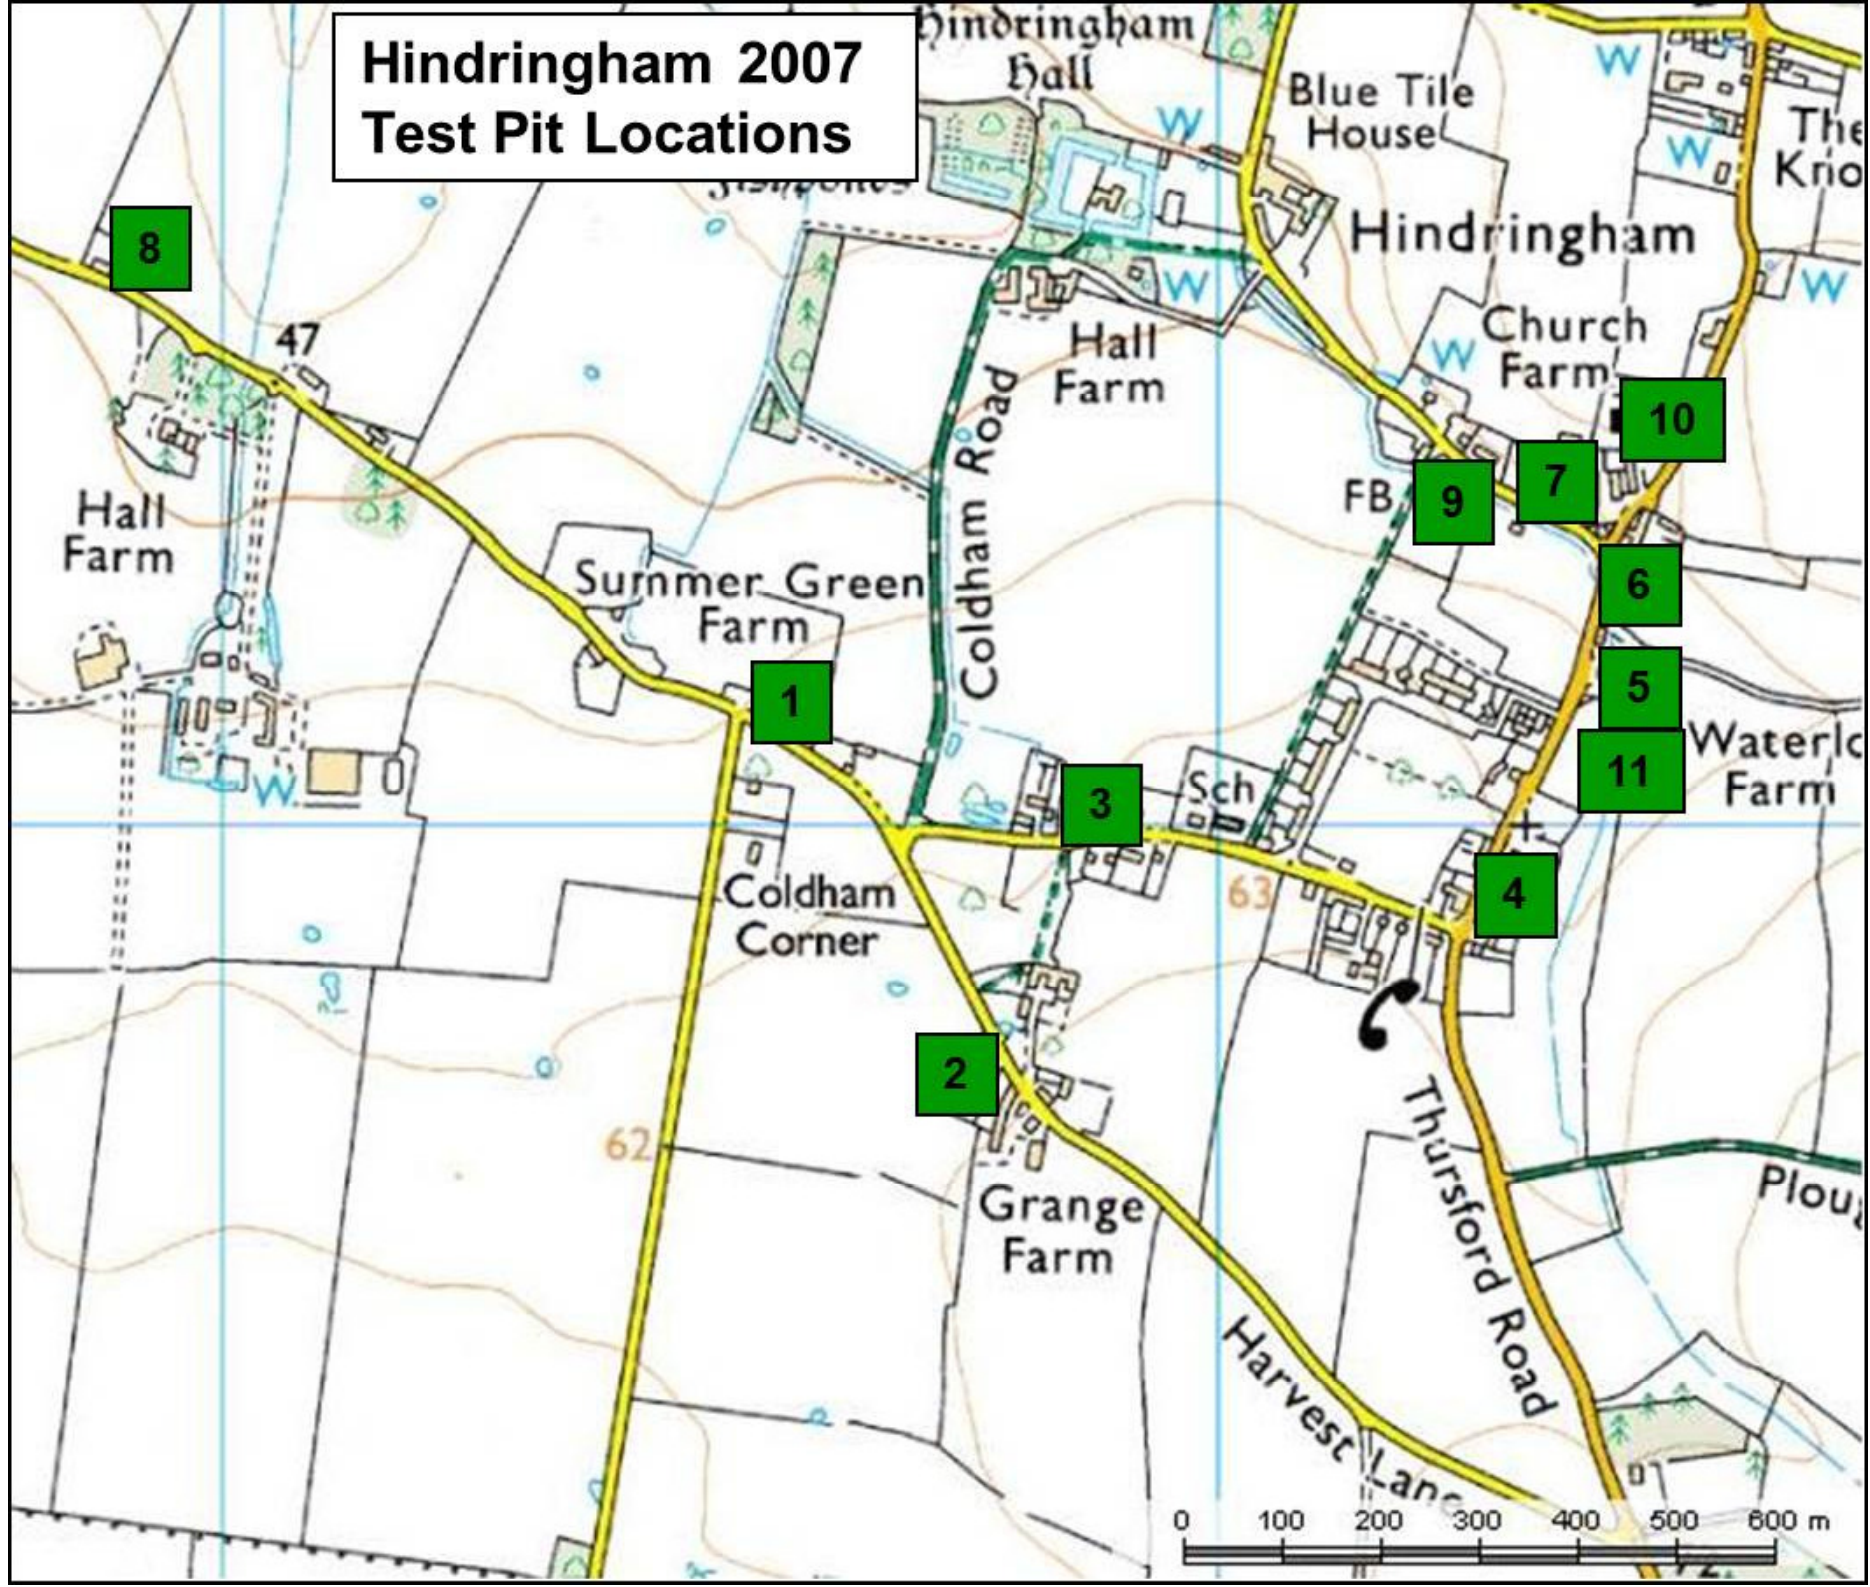 Hindringham 2007
Test Pit Locations
Hindringham
Hall
Blue Tile
House
W
W
W
The
Kno
8
Hindringham
W
W
47
Hall
Farm
Church
Farm
W
10
Coldham Road
7
9
FB
Hall
Farm
Summer Green
Farm
6
5
1
Waterlo
Farm
11
W
3
Sch
4
63
Coldham
Corner
2
62
Thursford Road
Plou
Grange
Farm
Harvest Lane
0 100 200 300 400 500 600 m